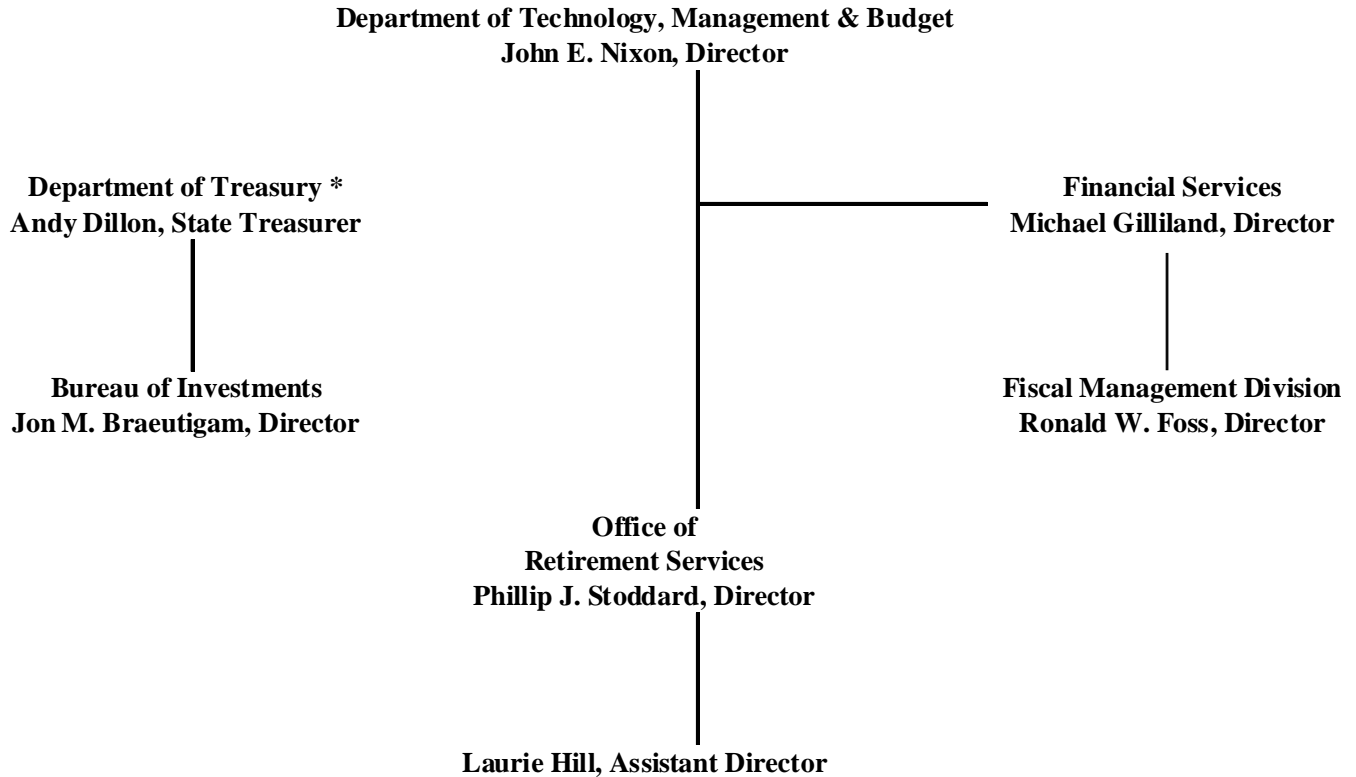 Department of Technology, Management & Budget
John E. Nixon, Director
Department of Treasury *
Andy Dillon, State Treasurer
Financial Services
Michael Gilliland, Director
Bureau of Investments
Jon M. Braeutigam, Director
Fiscal Management Division
Ronald W. Foss, Director
Office of
Retirement Services
Phillip J. Stoddard, Director
Laurie Hill, Assistant Director